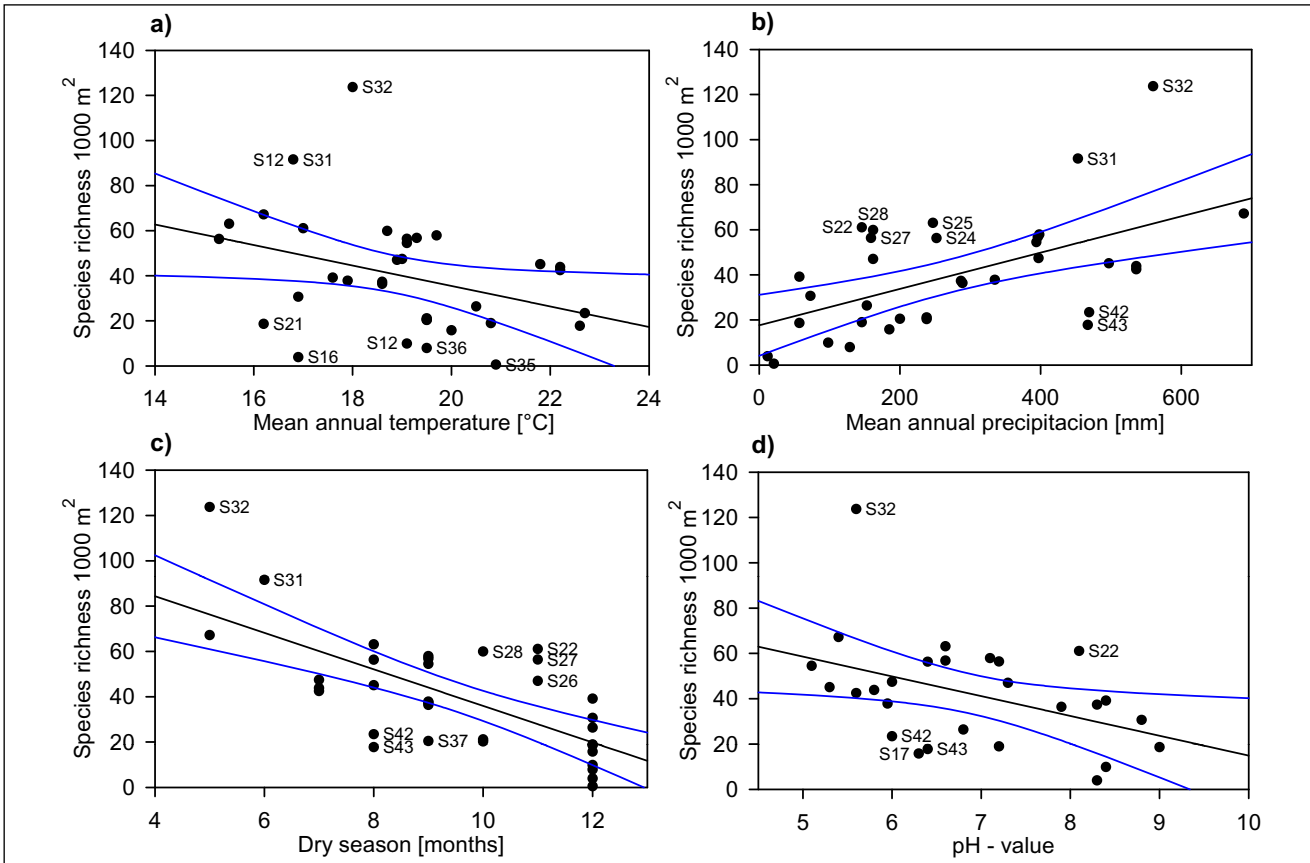 a)
Species richness 1000 m²
140
120
100
80
60
40
20
0
S32
S12 S31
S21
S16
S12
S36
S35
14 16 18 20 22 24
Mean annual temperature [°C]
b)
Species richness 1000 m²
140
120
100
80
60
40
20
0
S32
S31
S28
S22
S25
S27
S24
S42
S43
0 200 400 600
Mean annual precipitacion [mm]
c)
Species richness 1000 m²
140
120
100
80
60
40
20
0
S32
S31
S28
S22
S27
S26
S42
S43
S37
4 6 8 10 12
Dry season [months]
d)
Species richness 1000 m²
140
120
100
80
60
40
20
0
S32
S22
S42
S17
S43
5 6 7 8 9 10
pH - value